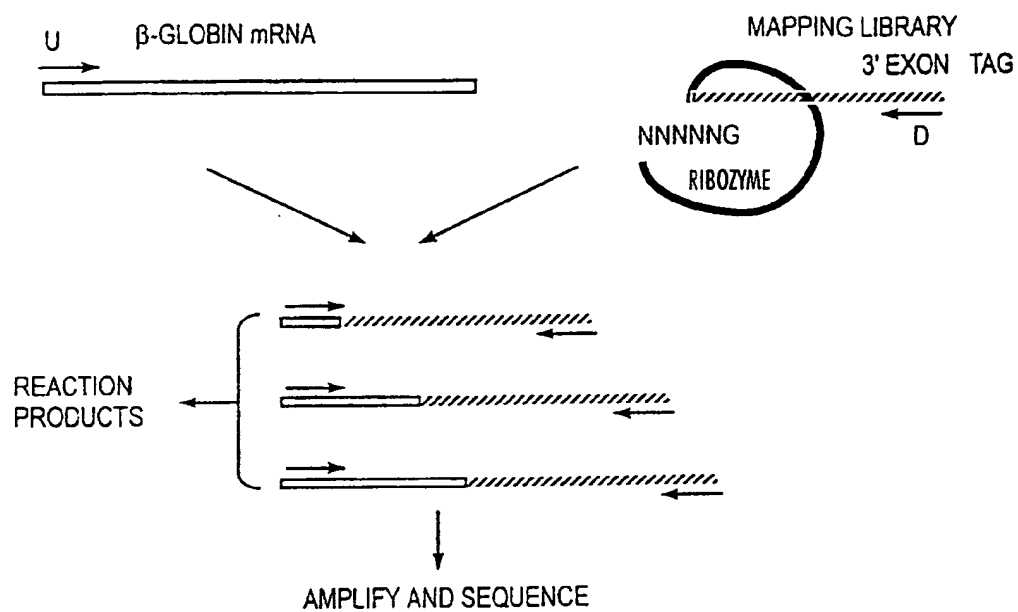 U
β-GLOBIN mRNA
MAPPING LIBRARY
3' EXON TAG
D
NNNNNG
RIBOZYME
REACTION
PRODUCTS
AMPLIFY AND SEQUENCE